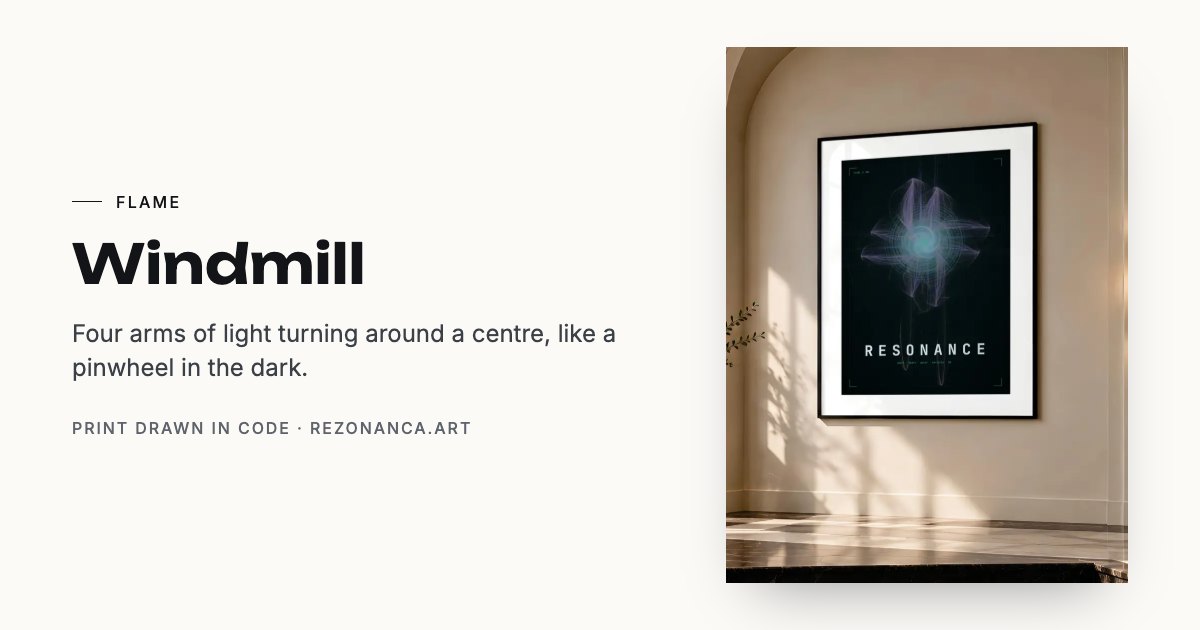 FLAME
Windmill
Four arms of light turning around a centre, like a
pinwheel in the dark.
PRINT DRAWN IN CODE · REZONANCA.ART
RESONANCE